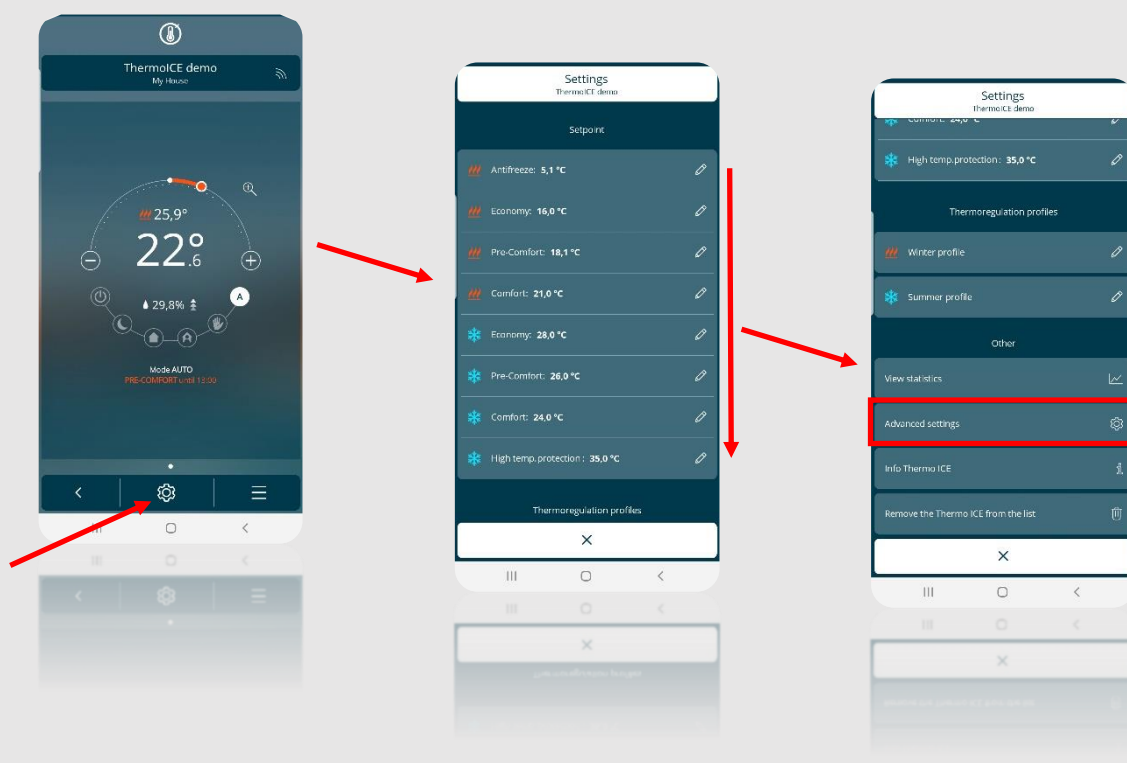 ThermoICE demo
My House
25,9°
22°.6
29,8%
A
Mode AUTO
PRE-COMFORT until 13:00
Settings
ThermoICE demo
Setpoint
Antifreeze: 5,1 °C
Economy: 16,0 °C
Pre-Comfort: 18,1 °C
Comfort: 21,0 °C
Economy: 28,0 °C
Pre-Comfort: 26,0 °C
Comfort: 24,0 °C
High temp. protection : 35,0 °C
Thermoregulation profiles
Settings
ThermoICE demo
Comfort: 24,0 °C
High temp. protection : 35,0 °C
Thermoregulation profiles
Winter profile
Summer profile
Other
View statistics
Advanced settings
Info Thermo ICE
Remove the Thermo ICE from the list